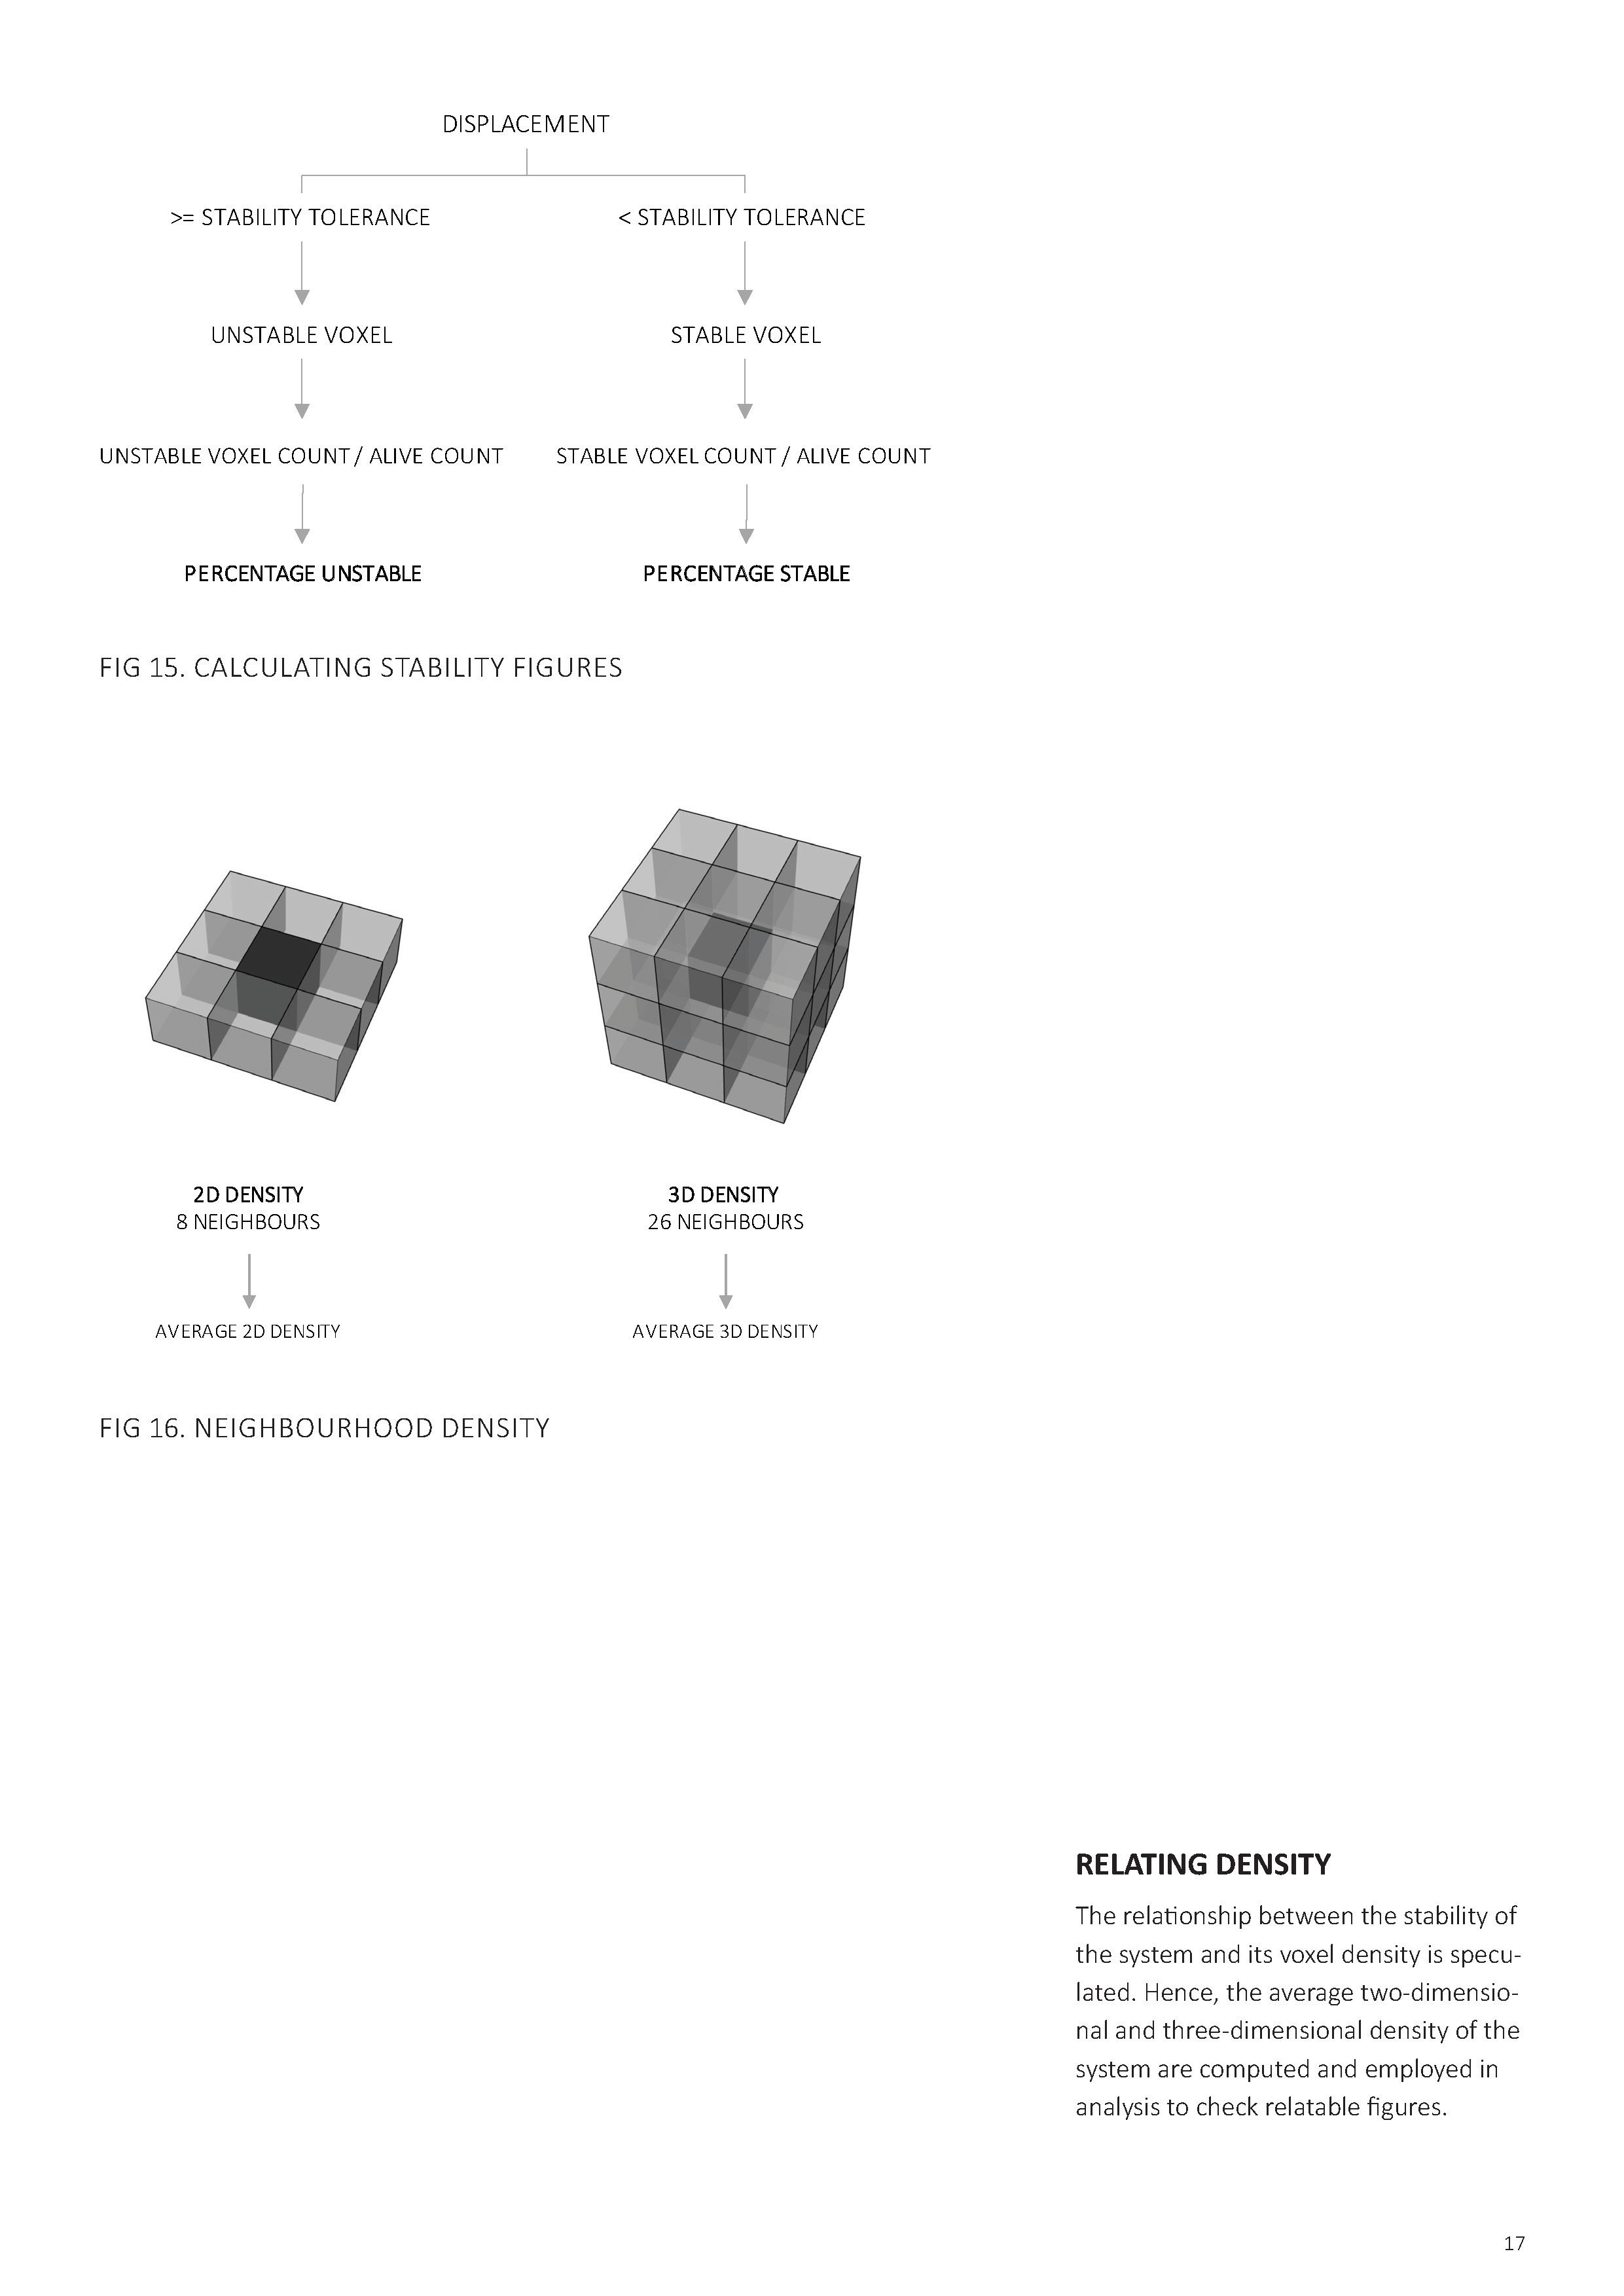 DISPLACEMENT
>= STABILITY TOLERANCE
< STABILITY TOLERANCE
UNSTABLE VOXEL
STABLE VOXEL
UNSTABLE VOXEL COUNT / ALIVE COUNT
STABLE VOXEL COUNT / ALIVE COUNT
PERCENTAGE UNSTABLE
PERCENTAGE STABLE
FIG 15. CALCULATING STABILITY FIGURES
2D DENSITY
8 NEIGHBOURS
3D DENSITY
26 NEIGHBOURS
AVERAGE 2D DENSITY
AVERAGE 3D DENSITY
FIG 16. NEIGHBOURHOOD DENSITY
RELATING DENSITY
The relationship between the stability of
the system and its voxel density is specu-
lated. Hence, the average two-dimensio-
nal and three-dimensional density of the
system are computed and employed in
analysis to check relatable figures.
17